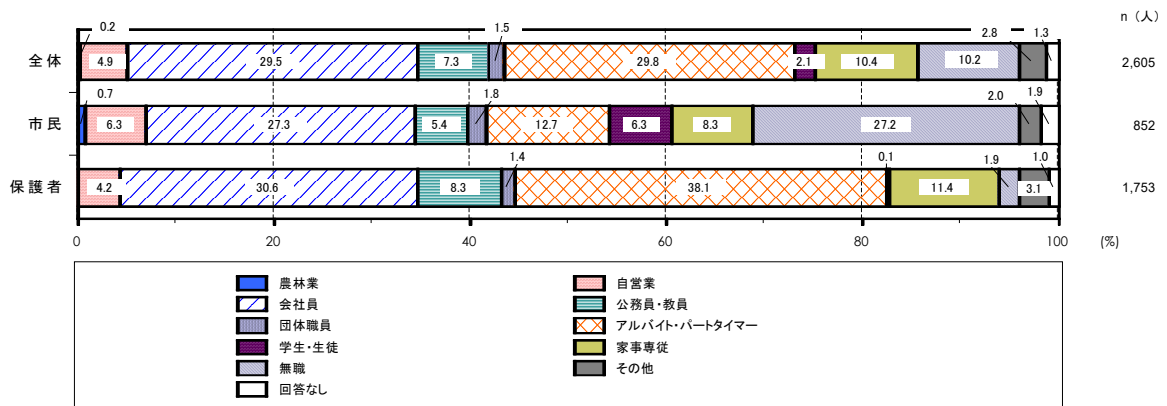 n（人）
0.2 1.5 2.8 1.3
全体 4.9 29.5 7.3 29.8 2.1 10.4 10.2 2,605
0.7 1.8 2.0 1.9
市民 6.3 27.3 5.4 12.7 6.3 8.3 27.2 852
1.4 0.1 1.9 1.0
保護者 4.2 30.6 8.3 38.1 11.4 3.1 1,753
0 20 40 60 80 100 (%)
農林業 自営業
会社員 公務員・教員
団体職員 アルバイト・パートタイマー
学生・生徒 家事専従
無職 その他
回答なし